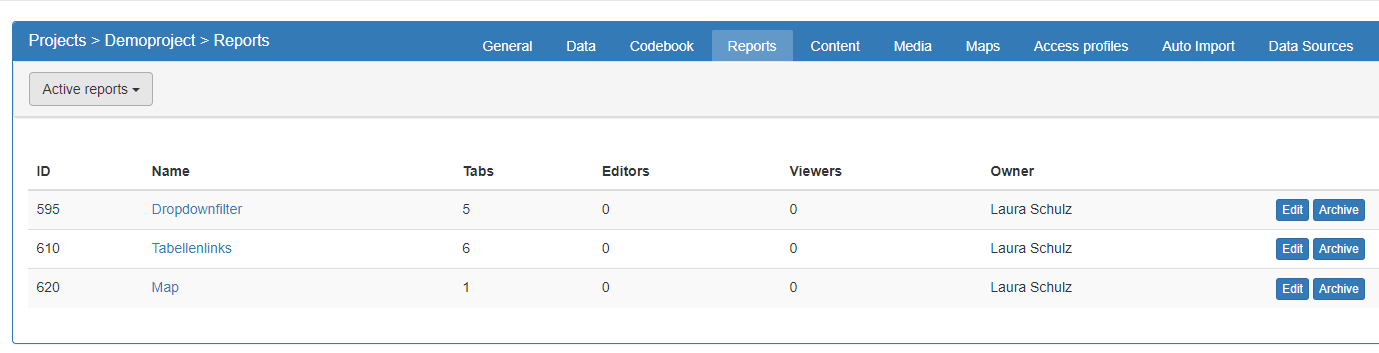 Projects > Demoproject > Reports General Data Codebook Reports Content Media Maps Access profiles Auto Import Data Sources
Active reports
ID Name Tabs Editors Viewers Owner
595 Dropdownfilter 5 0 0 Laura Schulz Edit Archive
610 Tabellenlinks 6 0 0 Laura Schulz Edit Archive
620 Map 1 0 0 Laura Schulz Edit Archive